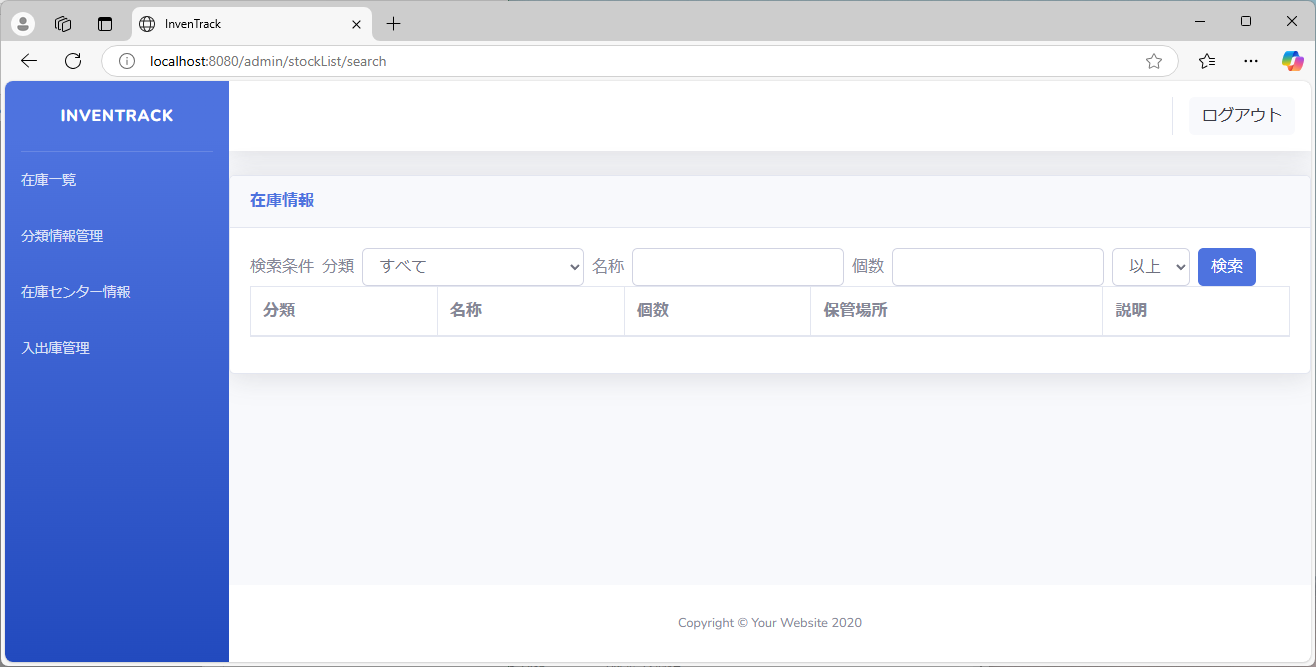 InvenTrack
localhost:8080/admin/stockList/search
INVENTRACK
ログアウト
在庫一覧
分類情報管理
在庫センター情報
入出庫管理
在庫情報
検索条件 分類 すべて 名称 個数 以上 検索
分類 名称 個数 保管場所 説明
Copyright © Your Website 2020